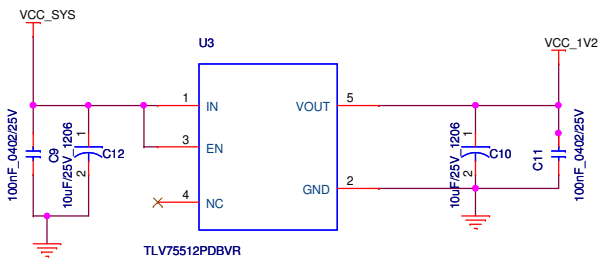 VCC_SYS
U3
VCC_1V2
1
IN
VOUT
5
3
EN
4
NC
GND
2
100nF_0402/25V
C9
10uF/25V_1206
1
2
C12
10uF/25V_1206
1
2
C10
C11
100nF_0402/25V
TLV75512PDBVR